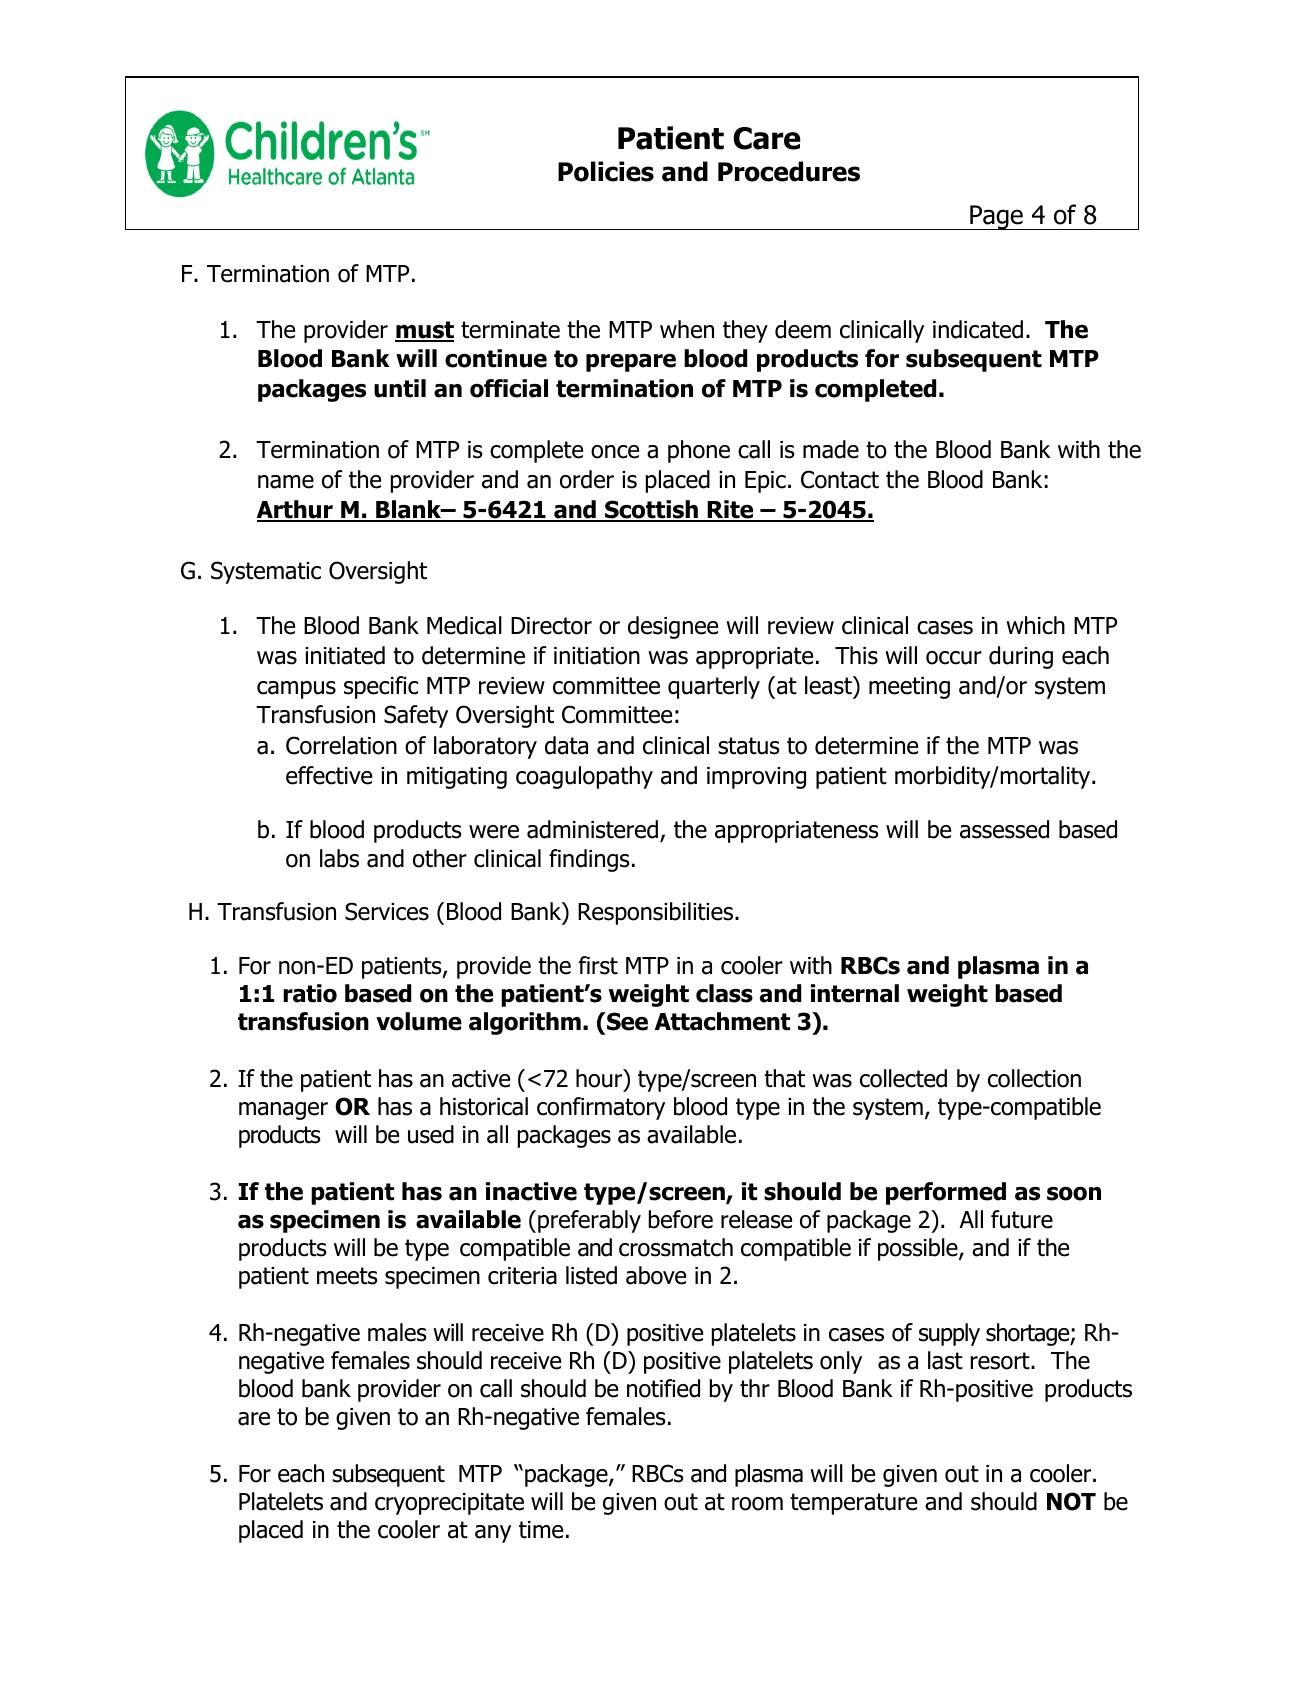 Children's SM
Healthcare of Atlanta
Patient Care
Policies and Procedures
Page 4 of 8
F. Termination of MTP.
1. The provider must terminate the MTP when they deem clinically indicated. The
Blood Bank will continue to prepare blood products for subsequent MTP
packages until an official termination of MTP is completed.
2. Termination of MTP is complete once a phone call is made to the Blood Bank with the
name of the provider and an order is placed in Epic. Contact the Blood Bank:
Arthur M. Blank– 5-6421 and Scottish Rite – 5-2045.
G. Systematic Oversight
1. The Blood Bank Medical Director or designee will review clinical cases in which MTP
was initiated to determine if initiation was appropriate. This will occur during each
campus specific MTP review committee quarterly (at least) meeting and/or system
Transfusion Safety Oversight Committee:
a. Correlation of laboratory data and clinical status to determine if the MTP was
effective in mitigating coagulopathy and improving patient morbidity/mortality.
b. If blood products were administered, the appropriateness will be assessed based
on labs and other clinical findings.
H. Transfusion Services (Blood Bank) Responsibilities.
1. For non-ED patients, provide the first MTP in a cooler with RBCs and plasma in a
1:1 ratio based on the patient's weight class and internal weight based
transfusion volume algorithm. (See Attachment 3).
2. If the patient has an active (<72 hour) type/screen that was collected by collection
manager OR has a historical confirmatory blood type in the system, type-compatible
products will be used in all packages as available.
3. If the patient has an inactive type/screen, it should be performed as soon
as specimen is available (preferably before release of package 2). All future
products will be type compatible and crossmatch compatible if possible, and if the
patient meets specimen criteria listed above in 2.
4. Rh-negative males will receive Rh (D) positive platelets in cases of supply shortage; Rh-
negative females should receive Rh (D) positive platelets only as a last resort. The
blood bank provider on call should be notified by thr Blood Bank if Rh-positive products
are to be given to an Rh-negative females.
5. For each subsequent MTP "package," RBCs and plasma will be given out in a cooler.
Platelets and cryoprecipitate will be given out at room temperature and should NOT be
placed in the cooler at any time.